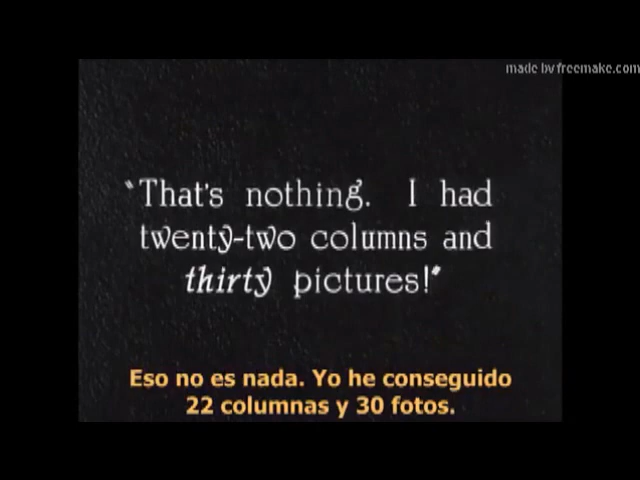 made by freemake.com
"That's nothing. I had
twenty-two columns and
thirty pictures!"
Eso no es nada. Yo he conseguido
22 columnas y 30 fotos.